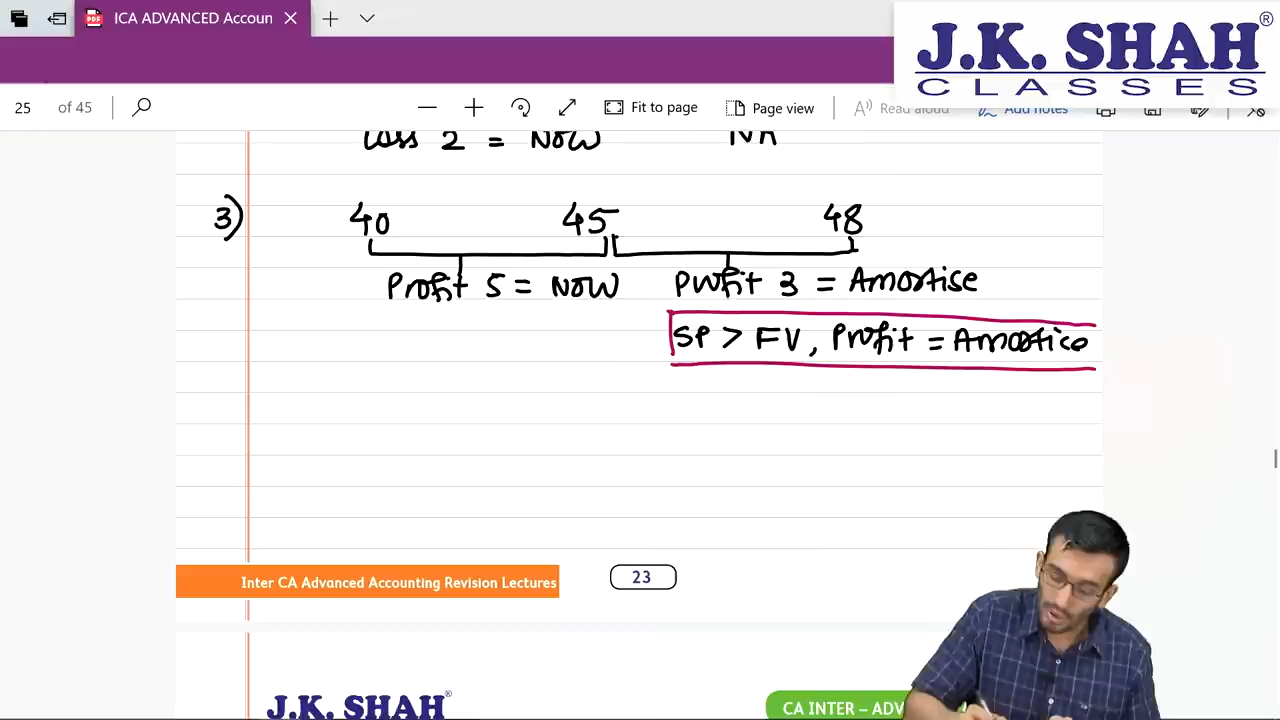 ICA ADVANCED Accoun
J.K. SHAH®
CLASSES
25 of 45
Fit to page
Page view
Read aloud
Add notes
Loss 2 = NOW NA
3) 40 45 48
Profit 5 = NOW Profit 3 = Amortise
SP > FV, Profit = Amortise
Inter CA Advanced Accounting Revision Lectures
23
J.K. SHAH®
CA INTER – ADV